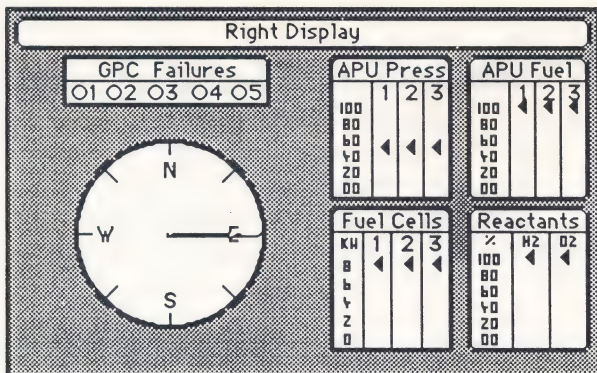 Right Display
GPC Failures
O1 O2 O3 O4 O5
N
W E
S
APU Press
1 2 3
100
80
60
40
20
00
APU Fuel
1 2 3
100
80
60
40
20
00
Fuel Cells
KW 1 2 3
8
6
4
2
0
Reactants
% H2 O2
100
80
60
40
20
00